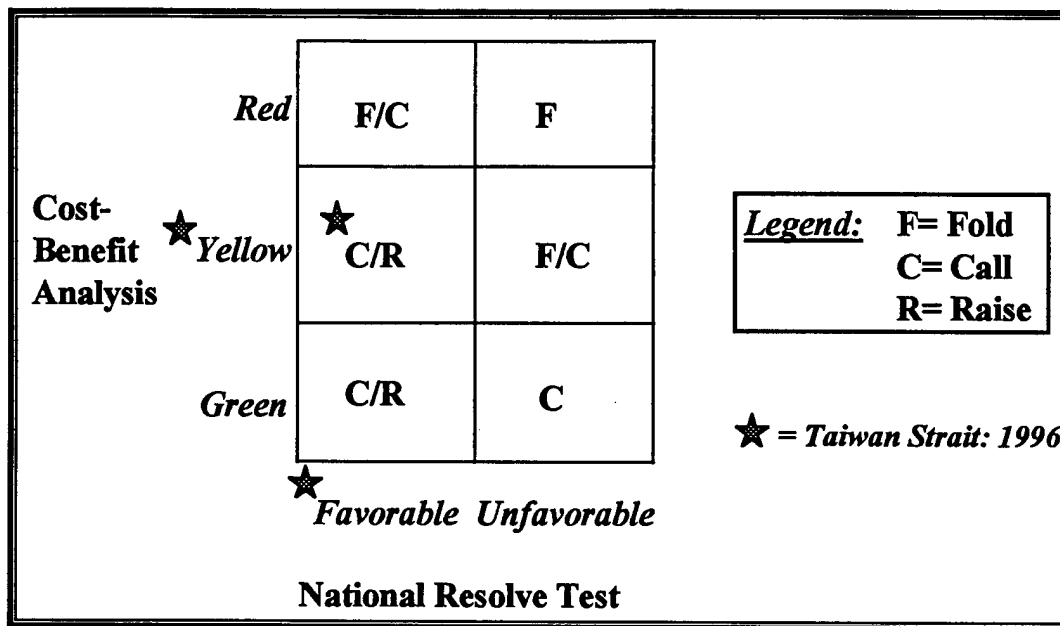 Red F/C F
Cost-
Benefit
Analysis
Yellow C/R F/C
Green C/R C
Favorable Unfavorable
National Resolve Test
Legend: F= Fold
C= Call
R= Raise
= Taiwan Strait: 1996